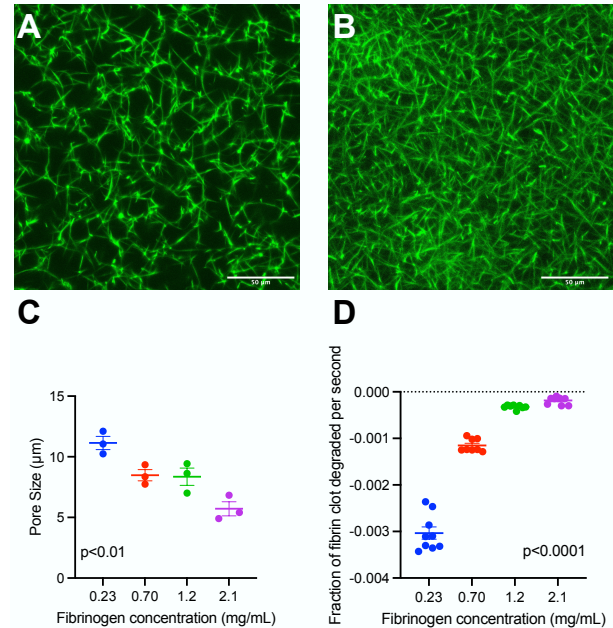 A
B
50 µm
50 µm
C
D
Pore Size (µm)
15
10
5
0
p<0.01
0.23 0.70 1.2 2.1
Fibrinogen concentration (mg/mL)
Fraction of fibrin clot degraded per second
0.000
-0.001
-0.002
-0.003
-0.004
p<0.0001
0.23 0.70 1.2 2.1
Fibrinogen concentration (mg/mL)